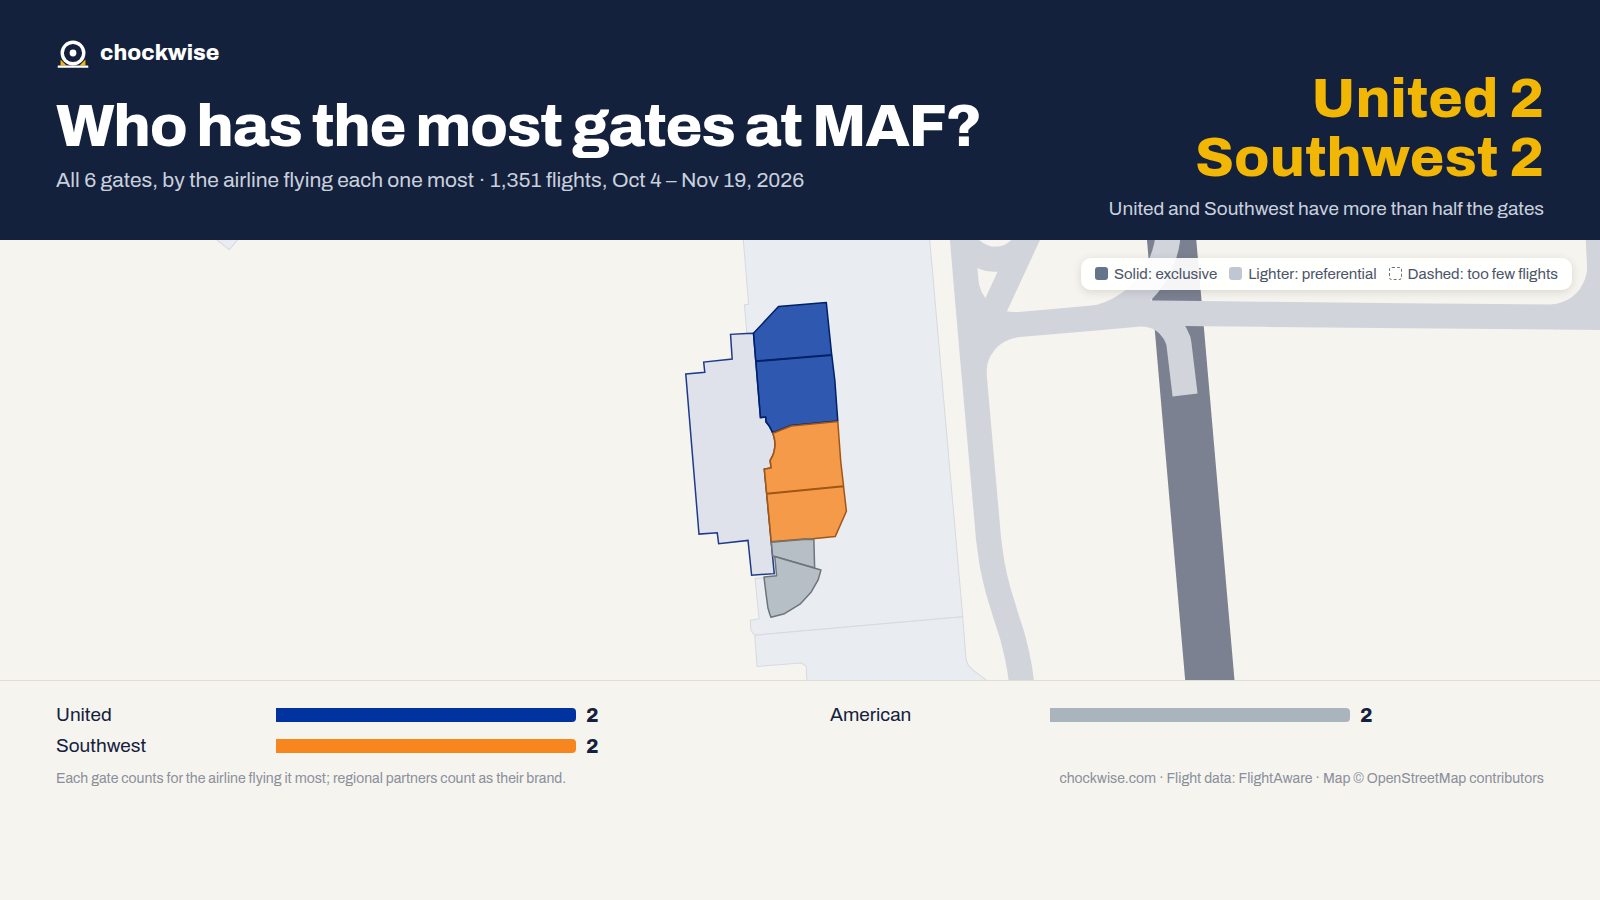 chockwise
Who has the most gates at MAF?
All 6 gates, by the airline flying each one most · 1,351 flights, Oct 4 – Nov 19, 2026
United 2
Southwest 2
United and Southwest have more than half the gates
Solid: exclusive Lighter: preferential Dashed: too few flights
United 2
Southwest 2
American 2
Each gate counts for the airline flying it most; regional partners count as their brand.
chockwise.com · Flight data: FlightAware · Map © OpenStreetMap contributors